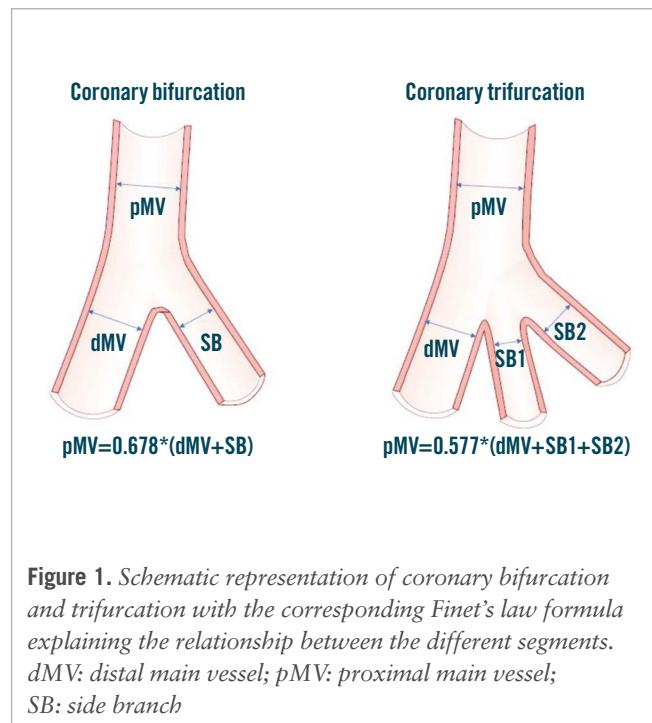 Coronary bifurcation
Coronary trifurcation
pMV
pMV
dMV
SB
dMV
SB1
SB2
pMV=0.678*(dMV+SB)
pMV=0.577*(dMV+SB1+SB2)
Figure 1. Schematic representation of coronary bifurcation
and trifurcation with the corresponding Finet's law formula
explaining the relationship between the different segments.
dMV: distal main vessel; pMV: proximal main vessel;
SB: side branch